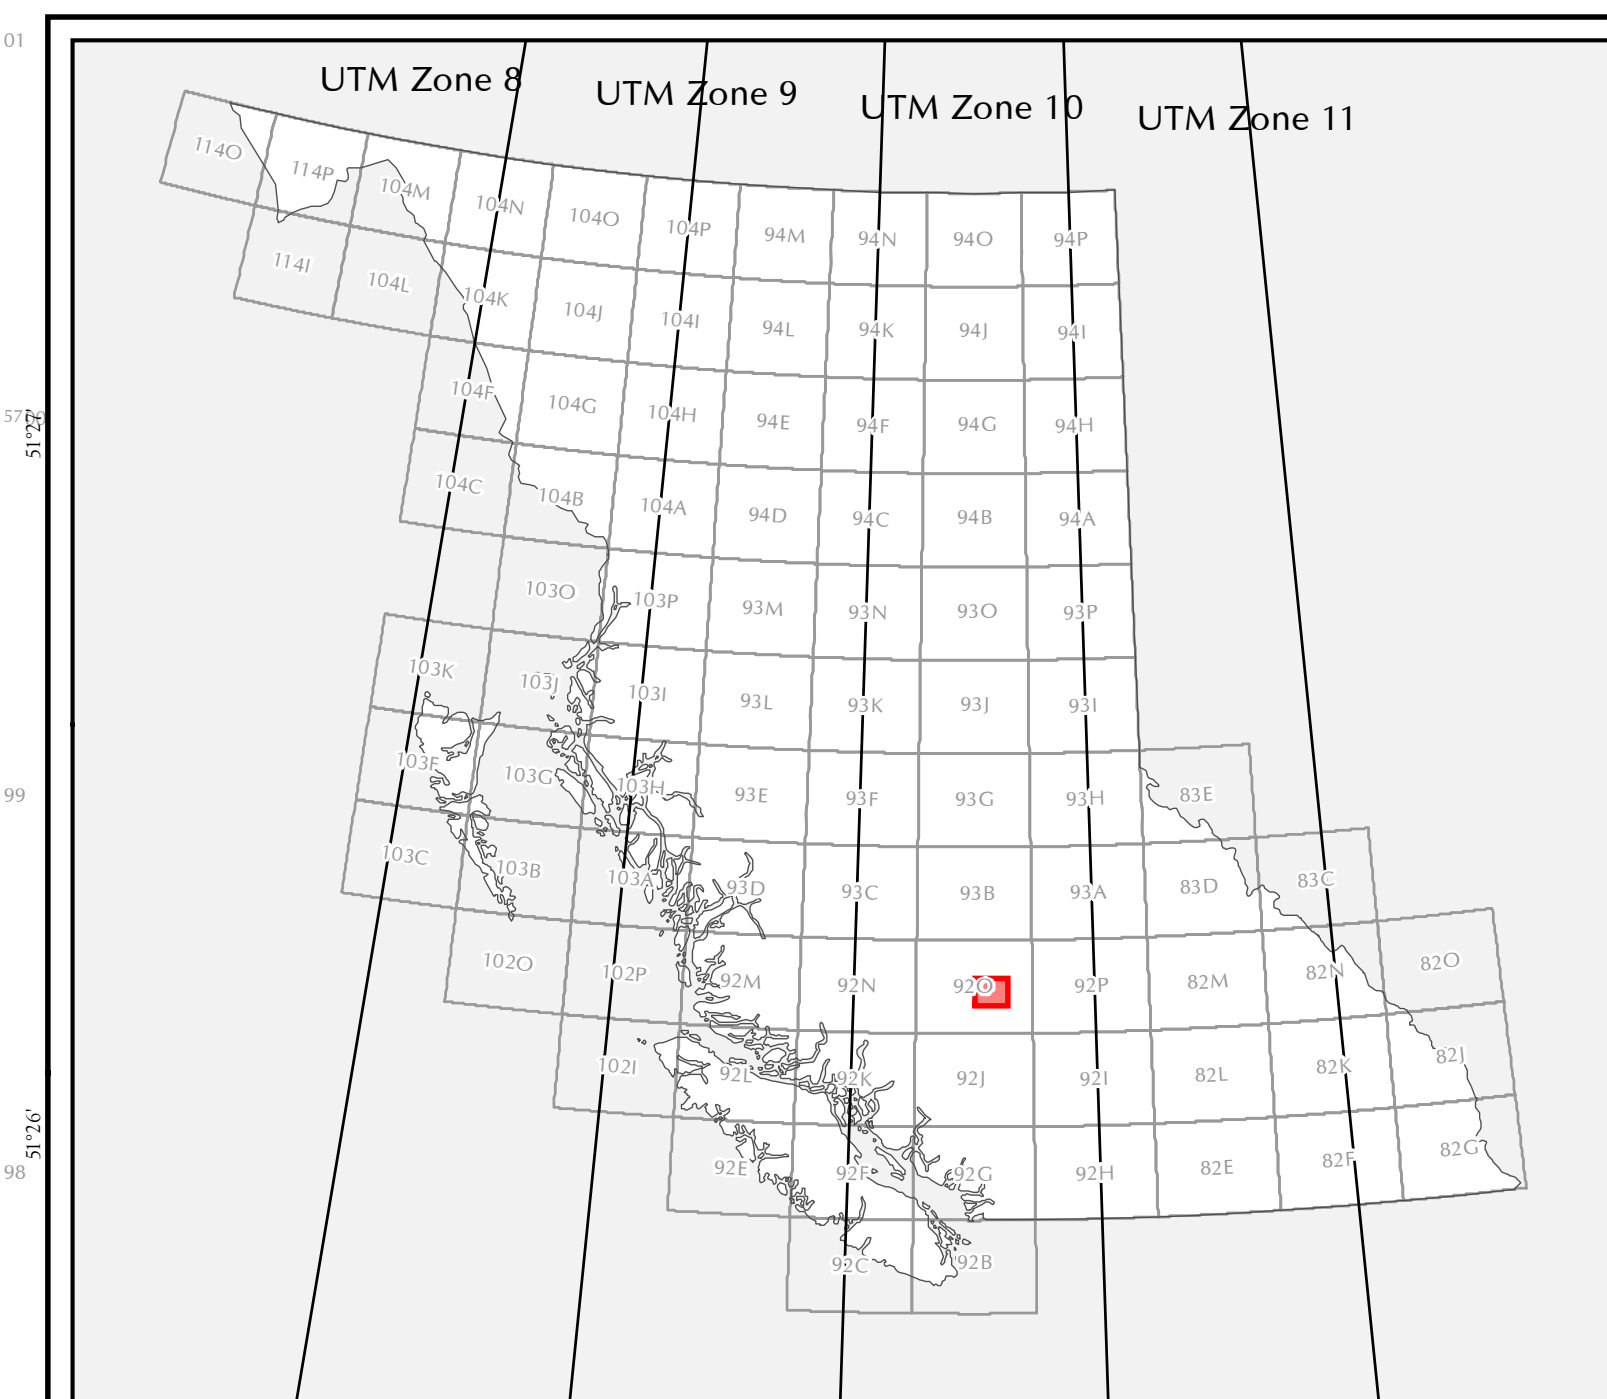 01
UTM Zone 8
UTM Zone 9
UTM Zone 10
UTM Zone 11
114O 114P 104M 104N 104O 104P 94M 94N 94O 94P
114I 104L 104K 104J 104I 94L 94K 94J 94I
104F 104G 104H 94E 94F 94G 94H
5700
51°27'
104C 104B 104A 94D 94C 94B 94A
103O 103P 93M 93N 93O 93P
103K 103J 103I 93L 93K 93J 93I
99
103F 103G 103H 93E 93F 93G 93H 83E
103C 103B 103A 93D 93C 93B 93A 83D 83C
102O 102P 92M 92N 92O 92P 82M 82N 82O
102I 92L 92K 92J 92I 82L 82K 82J
51°26'
98
92E 92F 92G 92H 82E 82F 82G
92C 92B